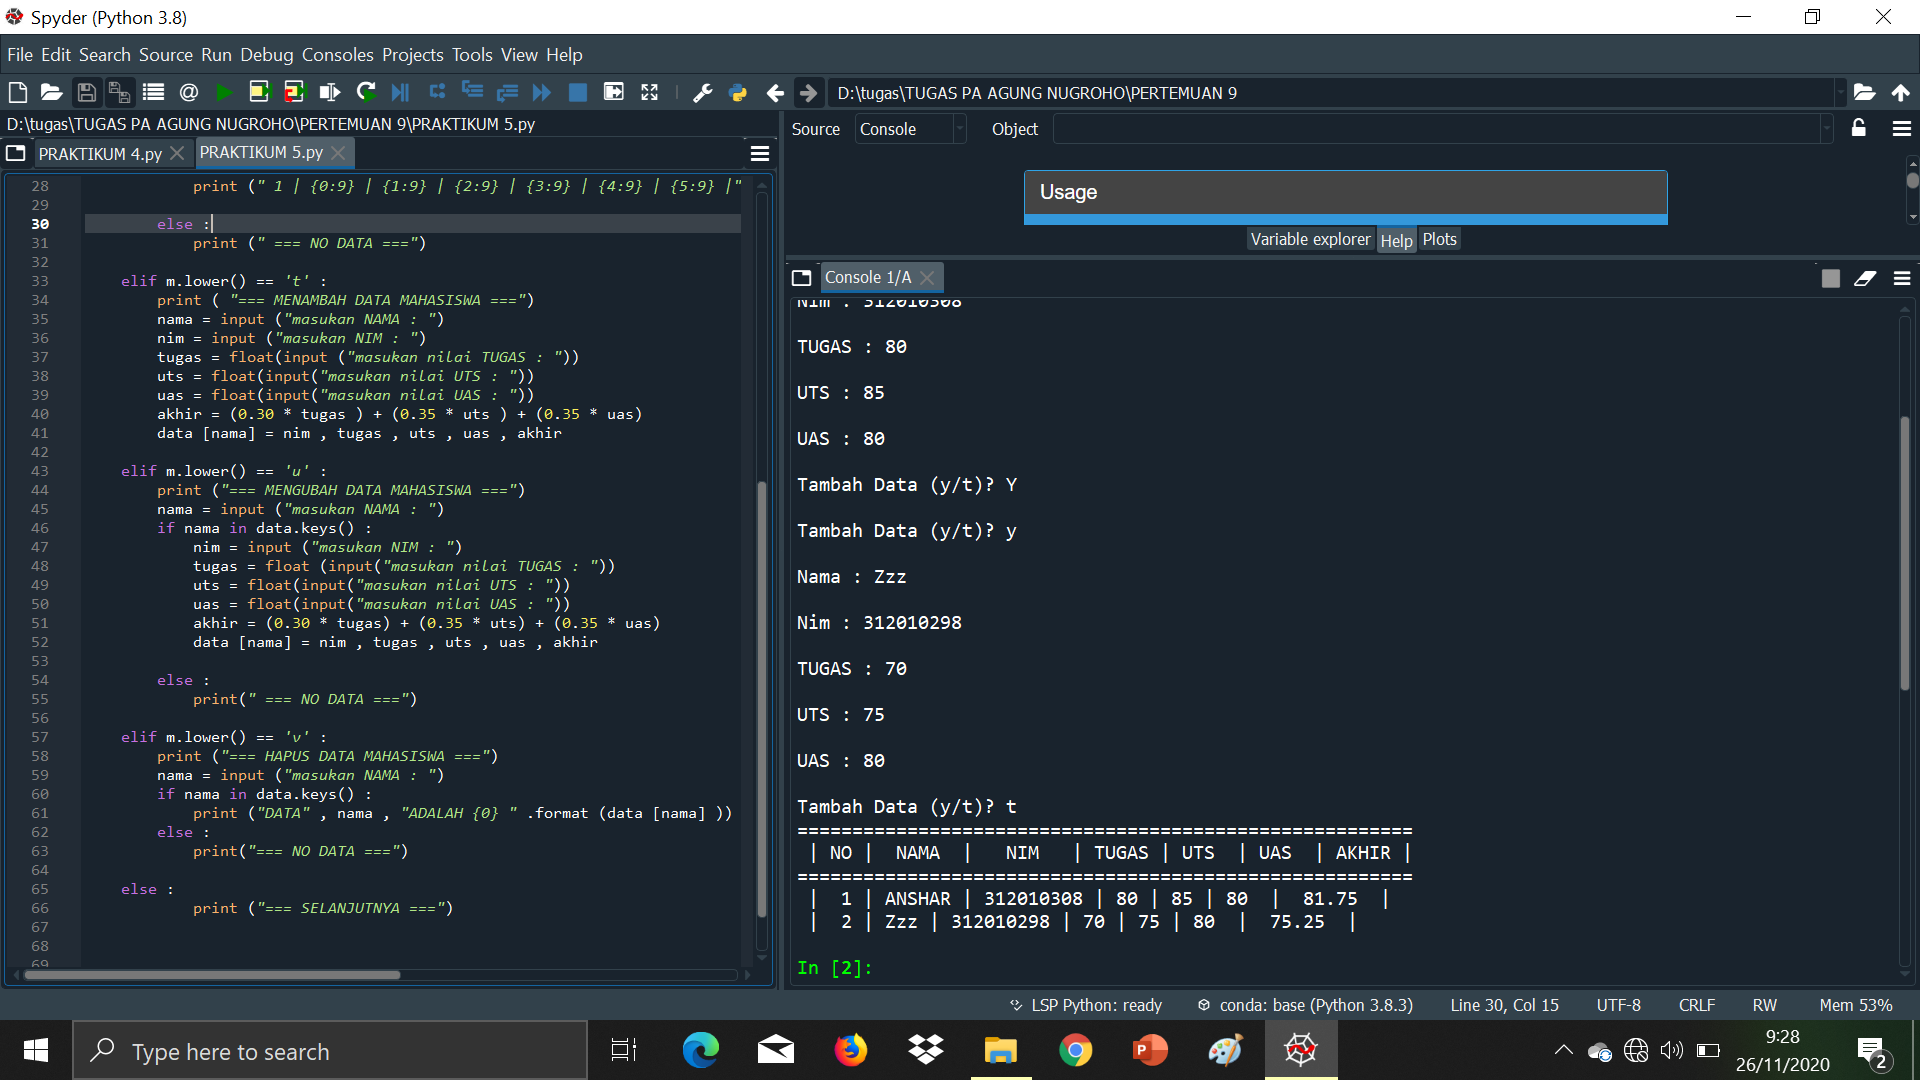 Spyder (Python 3.8)
File Edit Search Source Run Debug Consoles Projects Tools View Help
D:\tugas\TUGAS PA AGUNG NUGROHO\PERTEMUAN 9
D:\tugas\TUGAS PA AGUNG NUGROHO\PERTEMUAN 9\PRAKTIKUM 5.py
PRAKTIKUM 4.py PRAKTIKUM 5.py
28 print (" 1 | {0:9} | {1:9} | {2:9} | {3:9} | {4:9} | {5:9} |"
29
30 else :
31 print (" === NO DATA ===")
32
33 elif m.lower() == 't' :
34 print ( "=== MENAMBAH DATA MAHASISWA ===")
35 nama = input ("masukan NAMA : ")
36 nim = input ("masukan NIM : ")
37 tugas = float(input ("masukan nilai TUGAS : "))
38 uts = float(input("masukan nilai UTS : "))
39 uas = float(input("masukan nilai UAS : "))
40 akhir = (0.30 * tugas ) + (0.35 * uts ) + (0.35 * uas)
41 data [nama] = nim , tugas , uts , uas , akhir
42
43 elif m.lower() == 'u' :
44 print ("=== MENGUBAH DATA MAHASISWA ===")
45 nama = input ("masukan NAMA : ")
46 if nama in data.keys() :
47 nim = input ("masukan NIM : ")
48 tugas = float (input("masukan nilai TUGAS : "))
49 uts = float(input("masukan nilai UTS : "))
50 uas = float(input("masukan nilai UAS : "))
51 akhir = (0.30 * tugas) + (0.35 * uts) + (0.35 * uas)
52 data [nama] = nim , tugas , uts , uas , akhir
53
54 else :
55 print(" === NO DATA ===")
56
57 elif m.lower() == 'v' :
58 print ("=== HAPUS DATA MAHASISWA ===")
59 nama = input ("masukan NAMA : ")
60 if nama in data.keys() :
61 print ("DATA" , nama , "ADALAH {0} " .format (data [nama] ))
62 else :
63 print("=== NO DATA ===")
64
65 else :
66 print ("=== SELANJUTNYA ===")
67
68
69
Source Console Object
Usage
Variable explorer Help Plots
Console 1/A
Nim : 312010308
TUGAS : 80
UTS : 85
UAS : 80
Tambah Data (y/t)? Y
Tambah Data (y/t)? y
Nama : Zzz
Nim : 312010298
TUGAS : 70
UTS : 75
UAS : 80
Tambah Data (y/t)? t
========================================================
| NO | NAMA | NIM | TUGAS | UTS | UAS | AKHIR |
========================================================
| 1 | ANSHAR | 312010308 | 80 | 85 | 80 | 81.75 |
| 2 | Zzz | 312010298 | 70 | 75 | 80 | 75.25 |
In [2]:
LSP Python: ready conda: base (Python 3.8.3) Line 30, Col 15 UTF-8 CRLF RW Mem 53%
Type here to search
9:28
26/11/2020
2